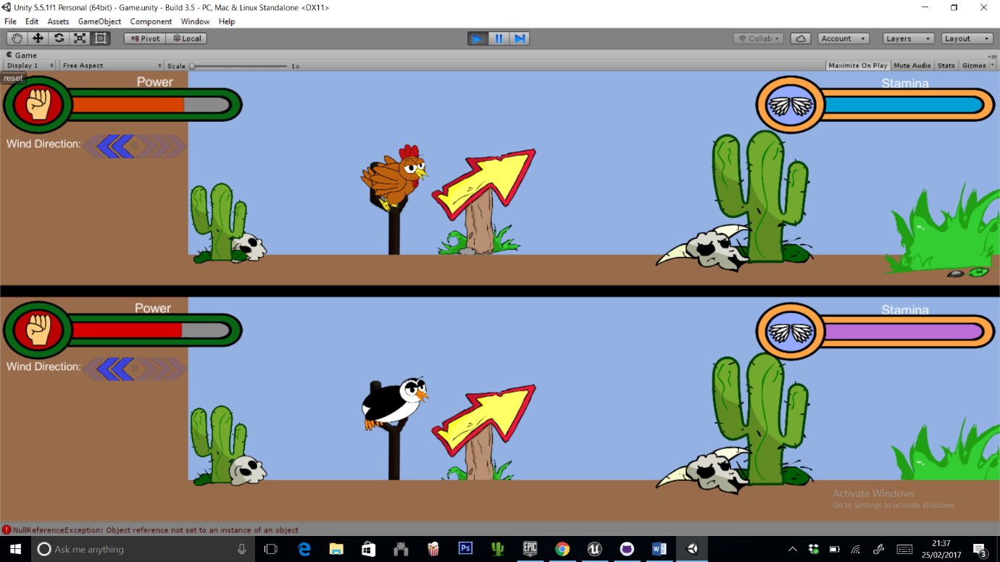 Unity 5.5.1f1 Personal (64bit) - Game.unity - Build 3.5 - PC, Mac & Linux Standalone <DX11>
File Edit Assets GameObject Component Window Help
Pivot Local Collab Account Layers Layout
Game
Display 1 Free Aspect Scale 1x Maximize On Play Mute Audio Stats Gizmos
reset
Power
Stamina
Wind Direction:
Power
Stamina
Wind Direction:
Activate Windows
Go to Settings to activate Windows.
NullReferenceException: Object reference not set to an instance of an object
Ask me anything
Ps
EPIC
GAMES
W
21:37
25/02/2017
3